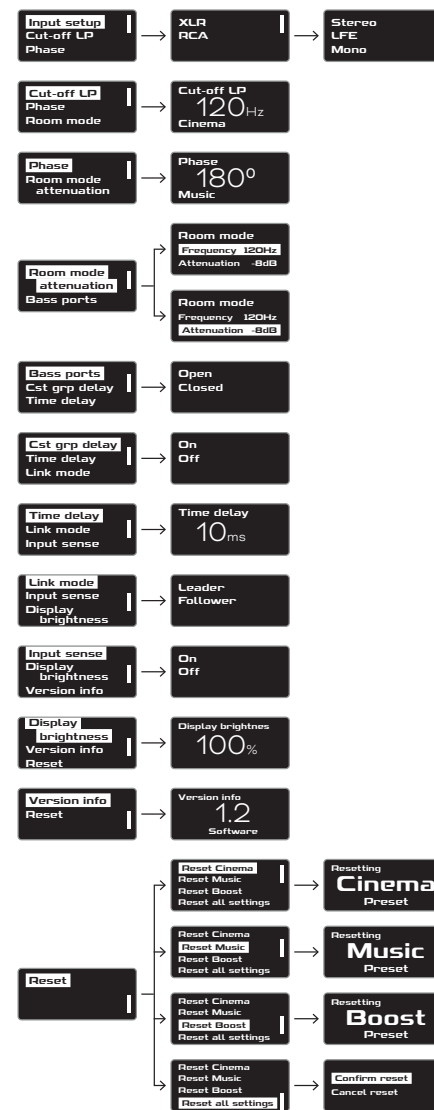 Input setup
Cut-off LP
Phase
XLR
RCA
Stereo
LFE
Mono
Cut-off LP
Phase
Room mode
Cut-off LP
120Hz
Cinema
Phase
Room mode
attenuation
Phase
180º
Music
Room mode
attenuation
Bass ports
Room mode
Frequency 120Hz
Attenuation -8dB
Room mode
Frequency 120Hz
Attenuation -8dB
Bass ports
Cst grp delay
Time delay
Open
Closed
Cst grp delay
Time delay
Link mode
On
Off
Time delay
Link mode
Input sense
Time delay
10ms
Link mode
Input sense
Display
brightness
Leader
Follower
Input sense
Display
brightness
Version info
On
Off
Display
brightness
Version info
Reset
Display brightnes
100%
Version info
Reset
Version info
1.2
Software
Reset
Reset Cinema
Reset Music
Reset Boost
Reset all settings
Resetting
Cinema
Preset
Reset Cinema
Reset Music
Reset Boost
Reset all settings
Resetting
Music
Preset
Reset Cinema
Reset Music
Reset Boost
Reset all settings
Resetting
Boost
Preset
Reset Cinema
Reset Music
Reset Boost
Reset all settings
Confirm reset
Cancel reset